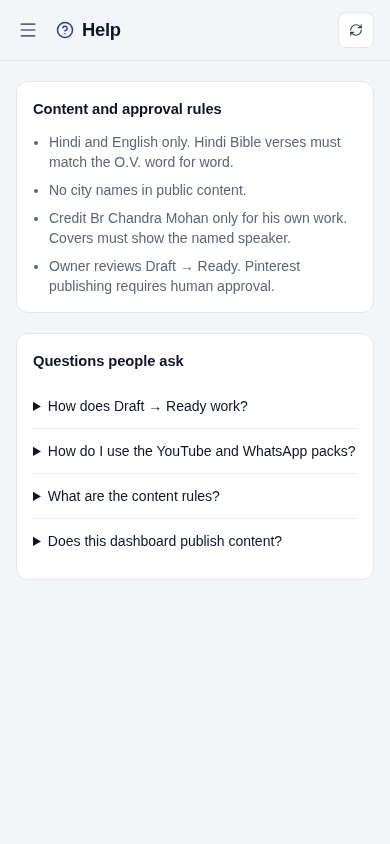 Help
Content and approval rules
• Hindi and English only. Hindi Bible verses must
match the O.V. word for word.
• No city names in public content.
• Credit Br Chandra Mohan only for his own work.
Covers must show the named speaker.
• Owner reviews Draft → Ready. Pinterest
publishing requires human approval.
Questions people ask
▶ How does Draft → Ready work?
▶ How do I use the YouTube and WhatsApp packs?
▶ What are the content rules?
▶ Does this dashboard publish content?